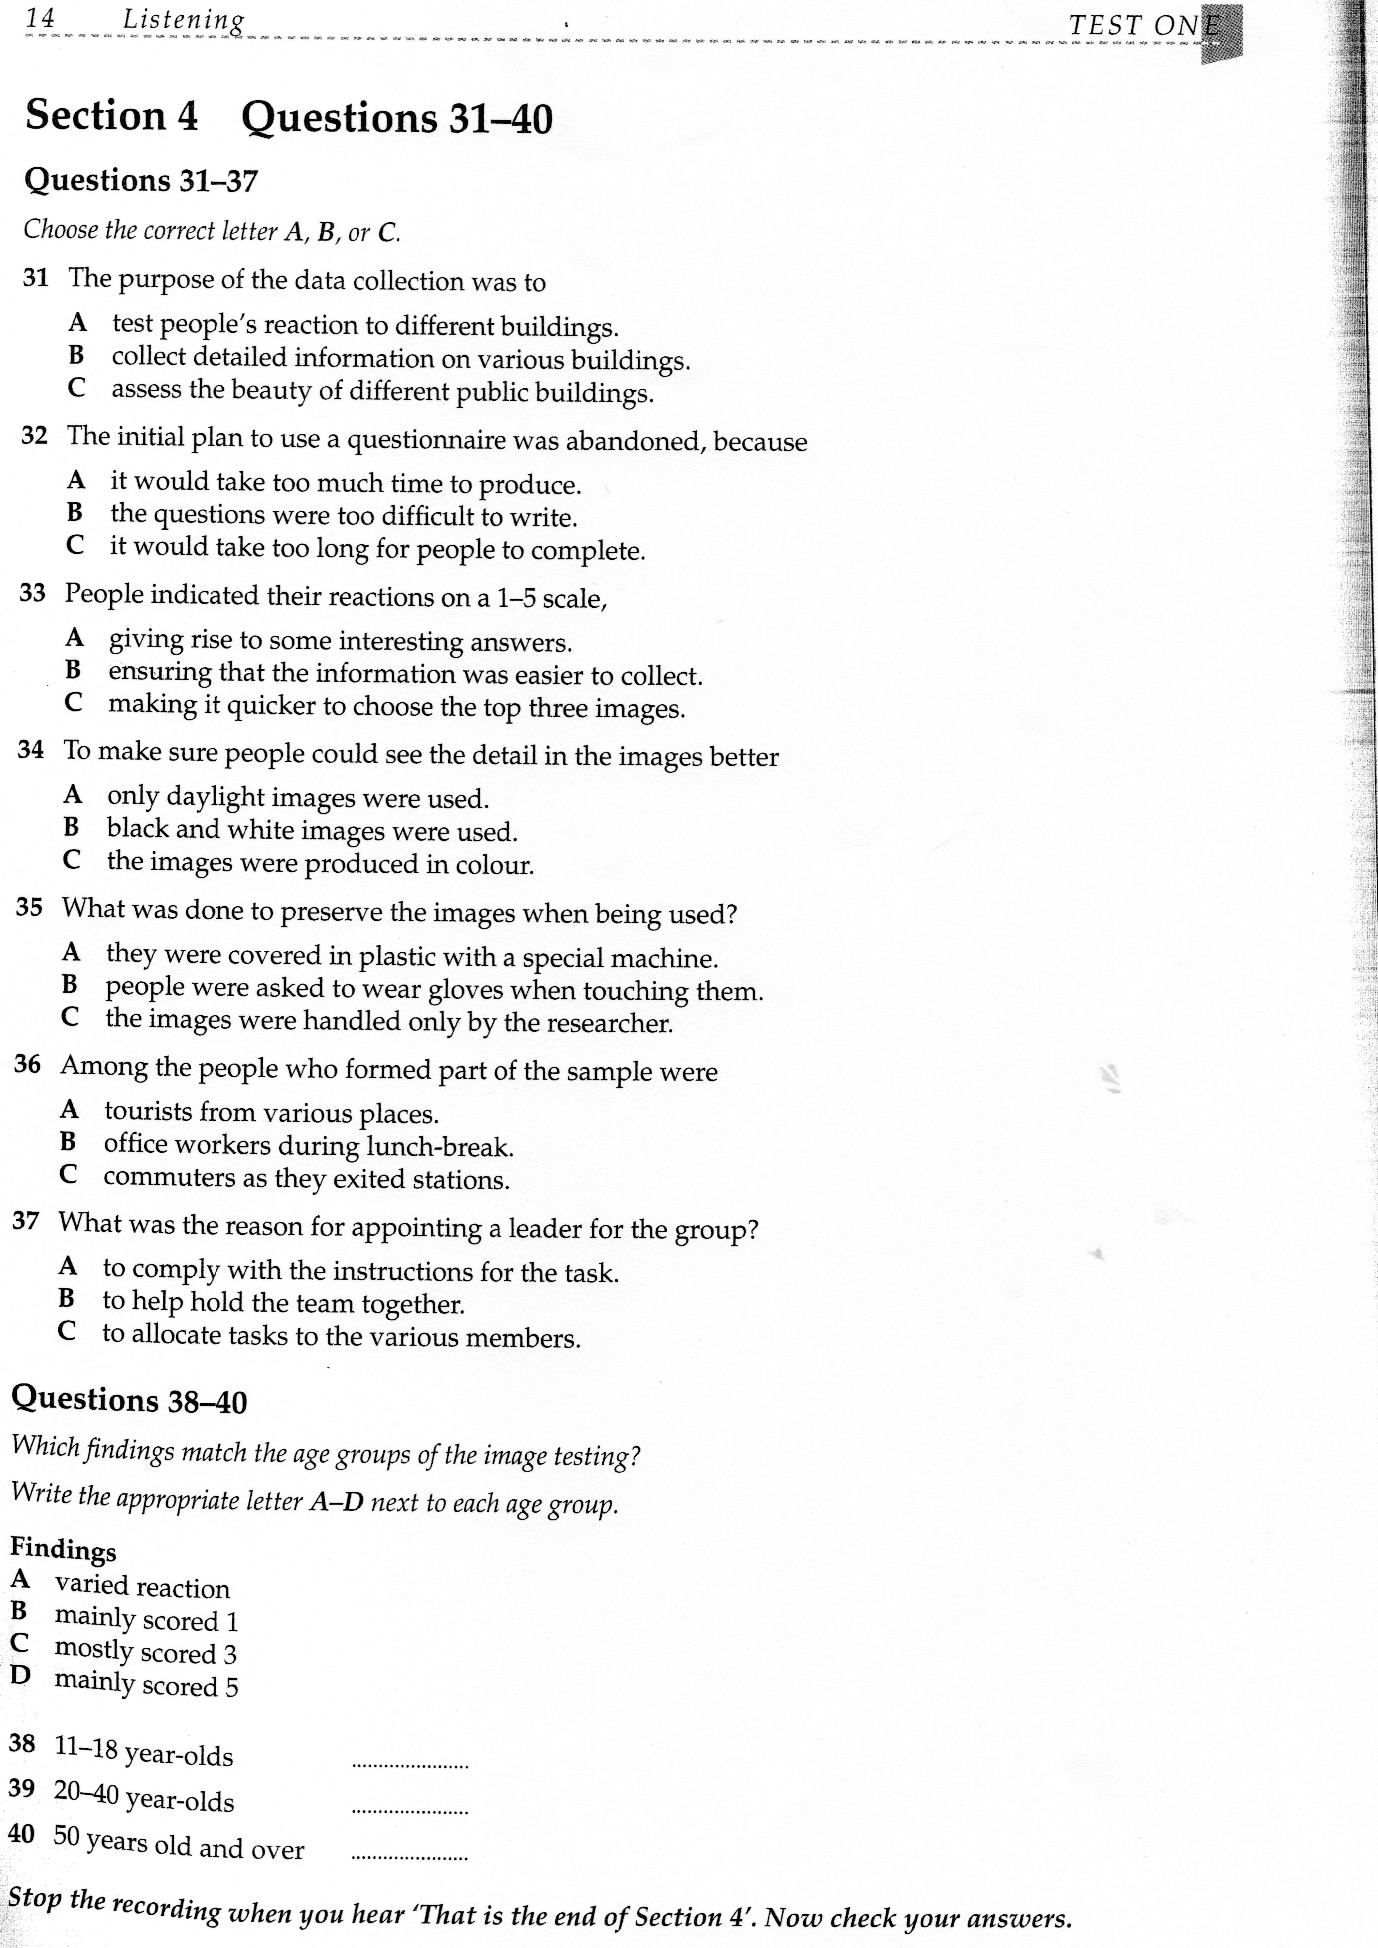 14 Listening TEST ONE
Section 4 Questions 31–40
Questions 31–37
Choose the correct letter A, B, or C.
31 The purpose of the data collection was to
A test people's reaction to different buildings.
B collect detailed information on various buildings.
C assess the beauty of different public buildings.
32 The initial plan to use a questionnaire was abandoned, because
A it would take too much time to produce.
B the questions were too difficult to write.
C it would take too long for people to complete.
33 People indicated their reactions on a 1–5 scale,
A giving rise to some interesting answers.
B ensuring that the information was easier to collect.
C making it quicker to choose the top three images.
34 To make sure people could see the detail in the images better
A only daylight images were used.
B black and white images were used.
C the images were produced in colour.
35 What was done to preserve the images when being used?
A they were covered in plastic with a special machine.
B people were asked to wear gloves when touching them.
C the images were handled only by the researcher.
36 Among the people who formed part of the sample were
A tourists from various places.
B office workers during lunch-break.
C commuters as they exited stations.
37 What was the reason for appointing a leader for the group?
A to comply with the instructions for the task.
B to help hold the team together.
C to allocate tasks to the various members.
Questions 38–40
Which findings match the age groups of the image testing?
Write the appropriate letter A–D next to each age group.
Findings
A varied reaction
B mainly scored 1
C mostly scored 3
D mainly scored 5
38 11–18 year-olds ......................
39 20–40 year-olds ......................
40 50 years old and over ......................
Stop the recording when you hear 'That is the end of Section 4'. Now check your answers.